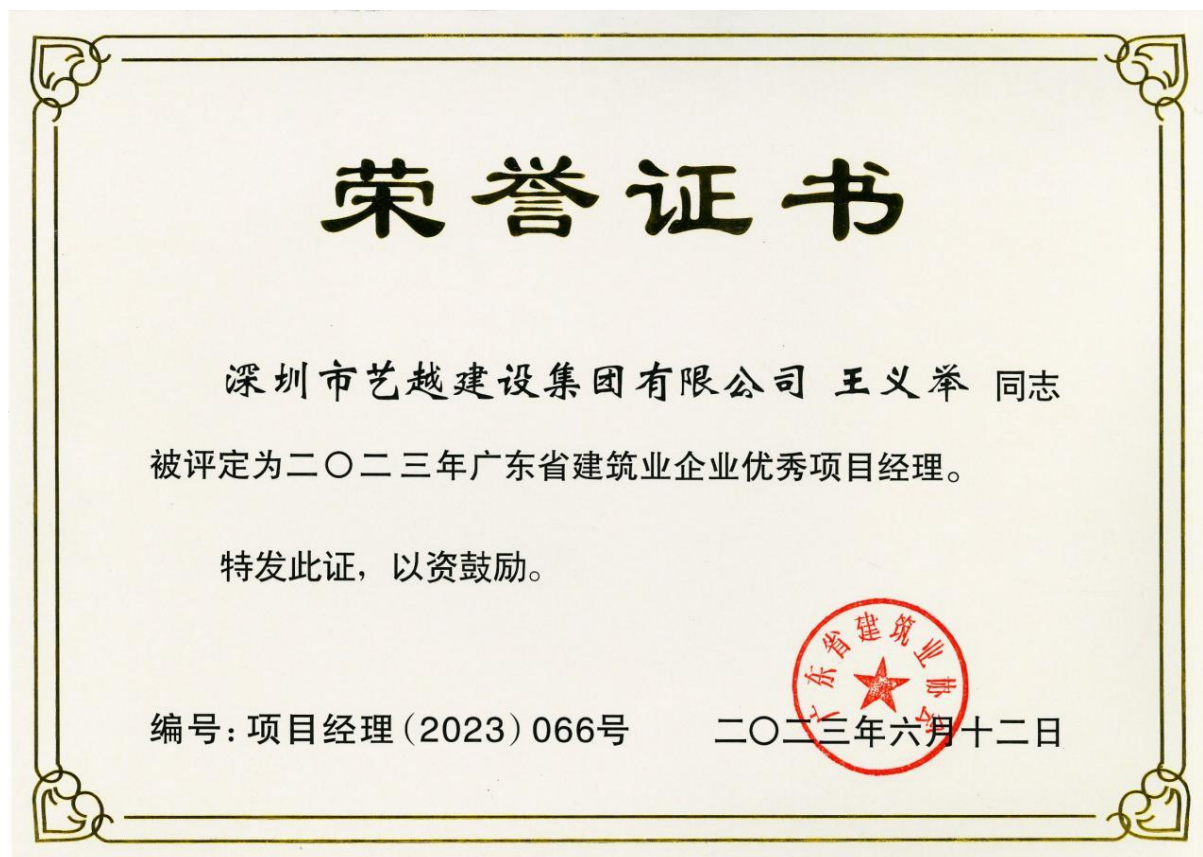 荣誉证书
深圳市艺越建设集团有限公司 王义举 同志
被评定为二〇二三年广东省建筑业企业优秀项目经理。
特发此证，以资鼓励。
广东省建筑业协会
编号：项目经理（2023）066号 二〇二三年六月十二日